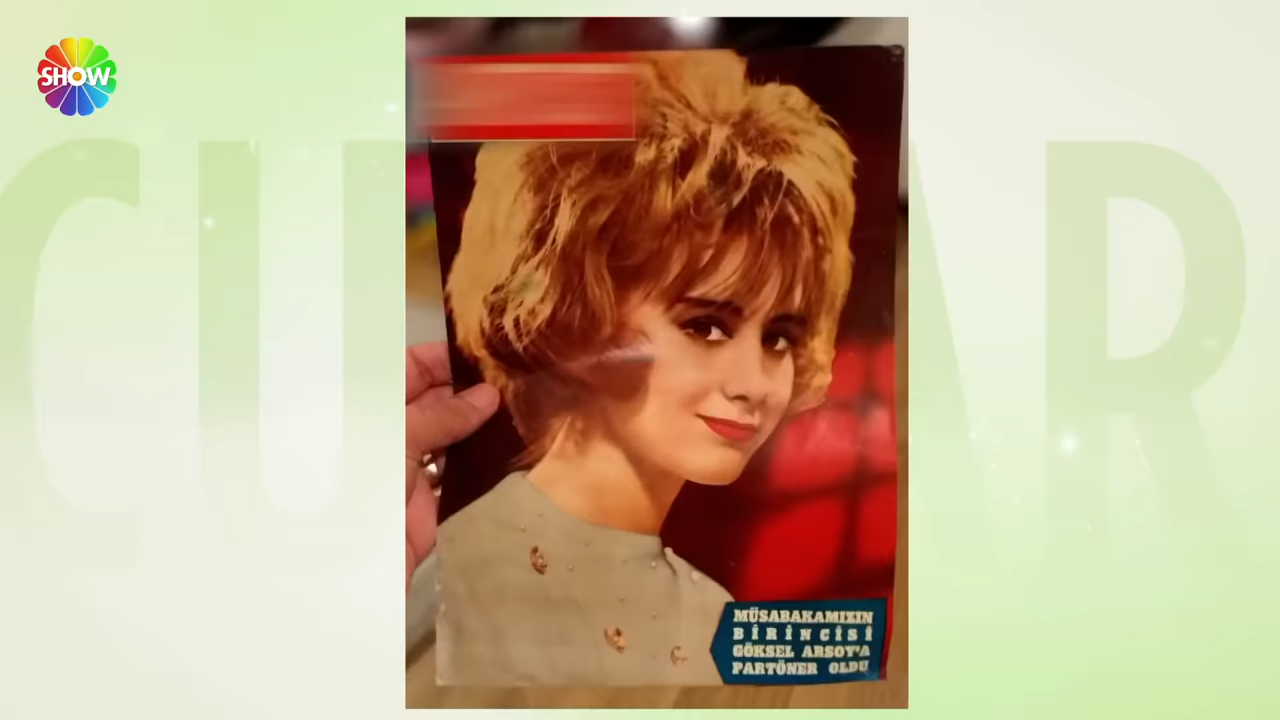 SHOW
MÜSABAKAMIZIN
BİRİNCİSİ
GÖKSEL ARSOY'A
PARTÖNER OLDU